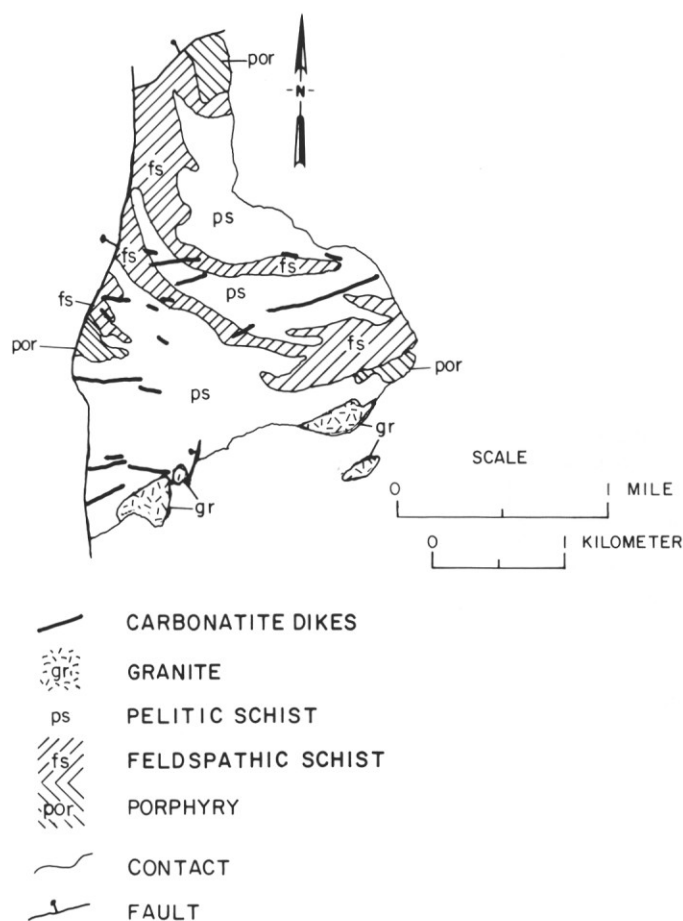 por
-N-
fs
ps
fs
fs
ps
fs
fs
por
por
ps
gr
gr
SCALE
0 1 MILE
0 1 KILOMETER
CARBONATITE DIKES
gr GRANITE
ps PELITIC SCHIST
fs FELDSPATHIC SCHIST
por PORPHYRY
CONTACT
FAULT